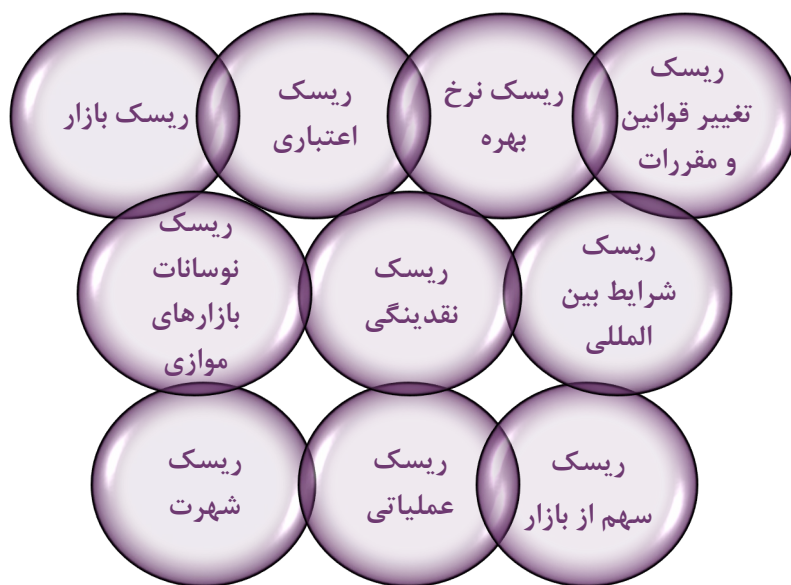 ریسک
تغییر قوانین
و مقررات
ریسک نرخ
بهره
ریسک
اعتباری
ریسک بازار
ریسک
شرایط بین
المللی
ریسک
نقدینگی
ریسک
نوسانات
بازارهای
موازی
ریسک
سهم از بازار
ریسک
عملیاتی
ریسک
شهرت